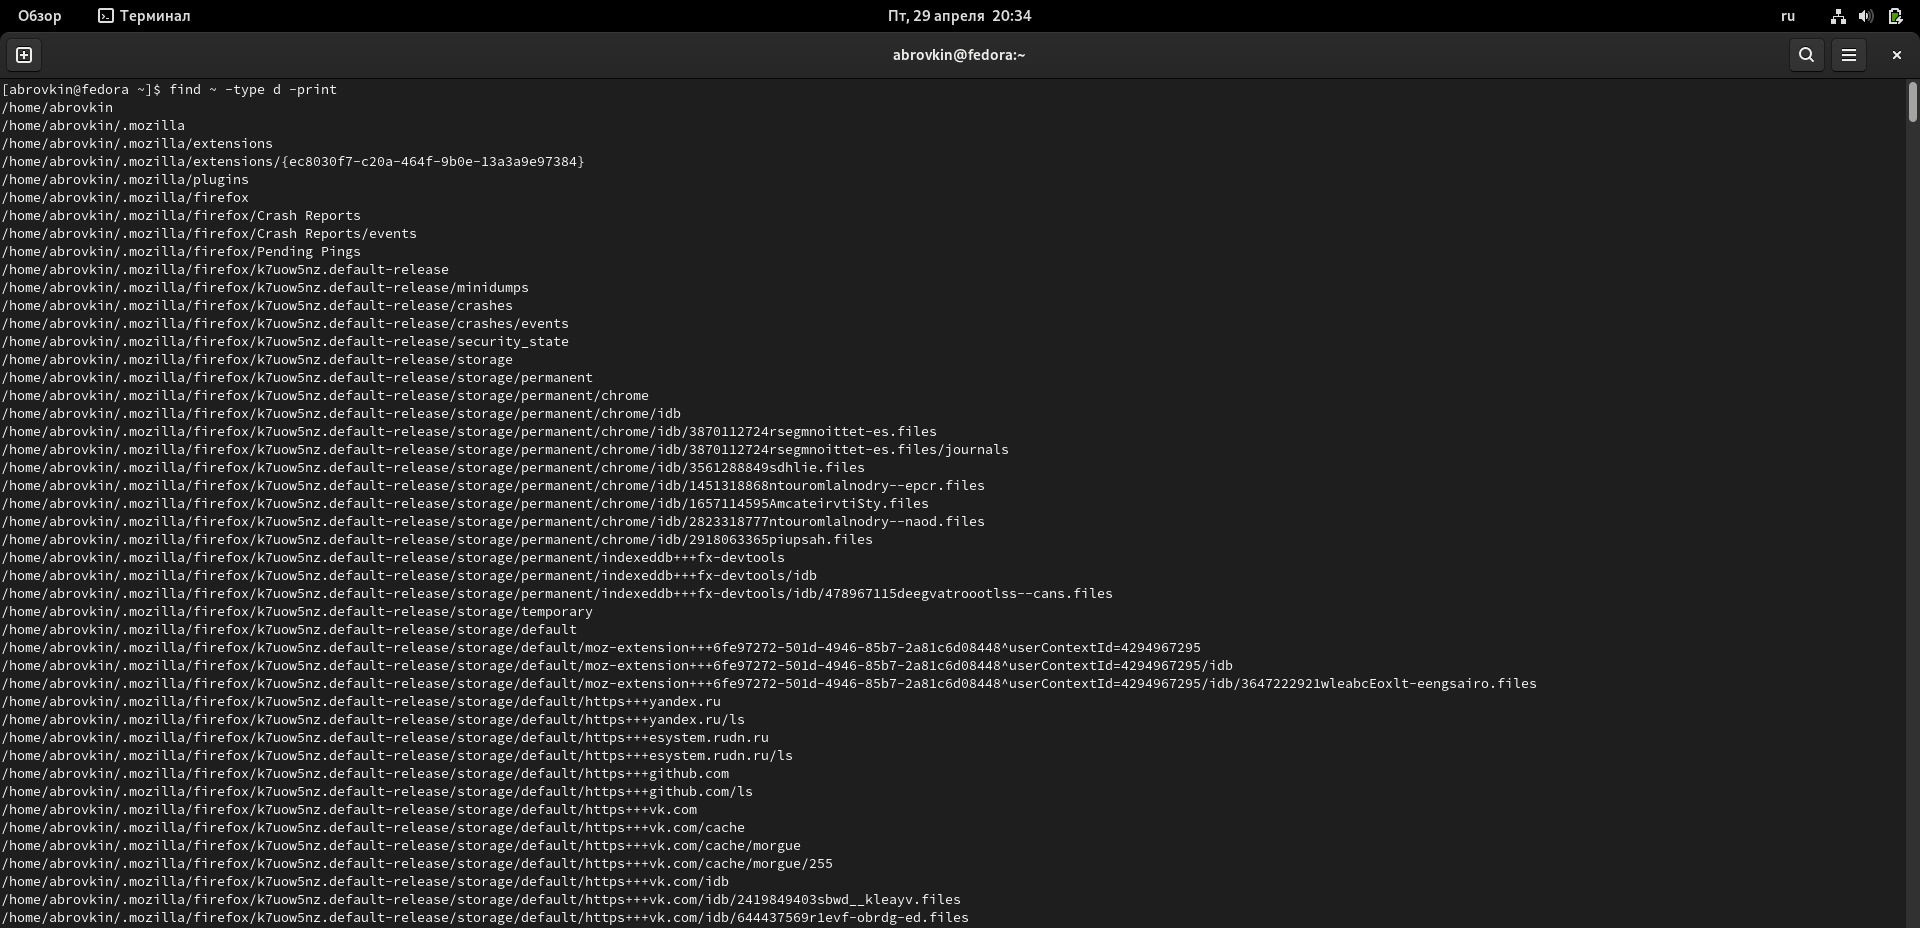 Обзор Терминал Пт, 29 апреля 20:34 ru
abrovkin@fedora:~
[abrovkin@fedora ~]$ find ~ -type d -print
/home/abrovkin
/home/abrovkin/.mozilla
/home/abrovkin/.mozilla/extensions
/home/abrovkin/.mozilla/extensions/{ec8030f7-c20a-464f-9b0e-13a3a9e97384}
/home/abrovkin/.mozilla/plugins
/home/abrovkin/.mozilla/firefox
/home/abrovkin/.mozilla/firefox/Crash Reports
/home/abrovkin/.mozilla/firefox/Crash Reports/events
/home/abrovkin/.mozilla/firefox/Pending Pings
/home/abrovkin/.mozilla/firefox/k7uow5nz.default-release
/home/abrovkin/.mozilla/firefox/k7uow5nz.default-release/minidumps
/home/abrovkin/.mozilla/firefox/k7uow5nz.default-release/crashes
/home/abrovkin/.mozilla/firefox/k7uow5nz.default-release/crashes/events
/home/abrovkin/.mozilla/firefox/k7uow5nz.default-release/security_state
/home/abrovkin/.mozilla/firefox/k7uow5nz.default-release/storage
/home/abrovkin/.mozilla/firefox/k7uow5nz.default-release/storage/permanent
/home/abrovkin/.mozilla/firefox/k7uow5nz.default-release/storage/permanent/chrome
/home/abrovkin/.mozilla/firefox/k7uow5nz.default-release/storage/permanent/chrome/idb
/home/abrovkin/.mozilla/firefox/k7uow5nz.default-release/storage/permanent/chrome/idb/3870112724rsegmnoittet-es.files
/home/abrovkin/.mozilla/firefox/k7uow5nz.default-release/storage/permanent/chrome/idb/3870112724rsegmnoittet-es.files/journals
/home/abrovkin/.mozilla/firefox/k7uow5nz.default-release/storage/permanent/chrome/idb/3561288849sdhlie.files
/home/abrovkin/.mozilla/firefox/k7uow5nz.default-release/storage/permanent/chrome/idb/1451318868ntouromlalnodry--epcr.files
/home/abrovkin/.mozilla/firefox/k7uow5nz.default-release/storage/permanent/chrome/idb/1657114595AmcateirvtiSty.files
/home/abrovkin/.mozilla/firefox/k7uow5nz.default-release/storage/permanent/chrome/idb/2823318777ntouromlalnodry--naod.files
/home/abrovkin/.mozilla/firefox/k7uow5nz.default-release/storage/permanent/chrome/idb/2918063365piupsah.files
/home/abrovkin/.mozilla/firefox/k7uow5nz.default-release/storage/permanent/indexeddb+++fx-devtools
/home/abrovkin/.mozilla/firefox/k7uow5nz.default-release/storage/permanent/indexeddb+++fx-devtools/idb
/home/abrovkin/.mozilla/firefox/k7uow5nz.default-release/storage/permanent/indexeddb+++fx-devtools/idb/478967115deegvatroootlss--cans.files
/home/abrovkin/.mozilla/firefox/k7uow5nz.default-release/storage/temporary
/home/abrovkin/.mozilla/firefox/k7uow5nz.default-release/storage/default
/home/abrovkin/.mozilla/firefox/k7uow5nz.default-release/storage/default/moz-extension+++6fe97272-501d-4946-85b7-2a81c6d08448^userContextId=4294967295
/home/abrovkin/.mozilla/firefox/k7uow5nz.default-release/storage/default/moz-extension+++6fe97272-501d-4946-85b7-2a81c6d08448^userContextId=4294967295/idb
/home/abrovkin/.mozilla/firefox/k7uow5nz.default-release/storage/default/moz-extension+++6fe97272-501d-4946-85b7-2a81c6d08448^userContextId=4294967295/idb/3647222921wleabcEoxlt-eengsairo.files
/home/abrovkin/.mozilla/firefox/k7uow5nz.default-release/storage/default/https+++yandex.ru
/home/abrovkin/.mozilla/firefox/k7uow5nz.default-release/storage/default/https+++yandex.ru/ls
/home/abrovkin/.mozilla/firefox/k7uow5nz.default-release/storage/default/https+++esystem.rudn.ru
/home/abrovkin/.mozilla/firefox/k7uow5nz.default-release/storage/default/https+++esystem.rudn.ru/ls
/home/abrovkin/.mozilla/firefox/k7uow5nz.default-release/storage/default/https+++github.com
/home/abrovkin/.mozilla/firefox/k7uow5nz.default-release/storage/default/https+++github.com/ls
/home/abrovkin/.mozilla/firefox/k7uow5nz.default-release/storage/default/https+++vk.com
/home/abrovkin/.mozilla/firefox/k7uow5nz.default-release/storage/default/https+++vk.com/cache
/home/abrovkin/.mozilla/firefox/k7uow5nz.default-release/storage/default/https+++vk.com/cache/morgue
/home/abrovkin/.mozilla/firefox/k7uow5nz.default-release/storage/default/https+++vk.com/cache/morgue/255
/home/abrovkin/.mozilla/firefox/k7uow5nz.default-release/storage/default/https+++vk.com/idb
/home/abrovkin/.mozilla/firefox/k7uow5nz.default-release/storage/default/https+++vk.com/idb/2419849403sbwd__kleayv.files
/home/abrovkin/.mozilla/firefox/k7uow5nz.default-release/storage/default/https+++vk.com/idb/644437569r1evf-obrdg-ed.files